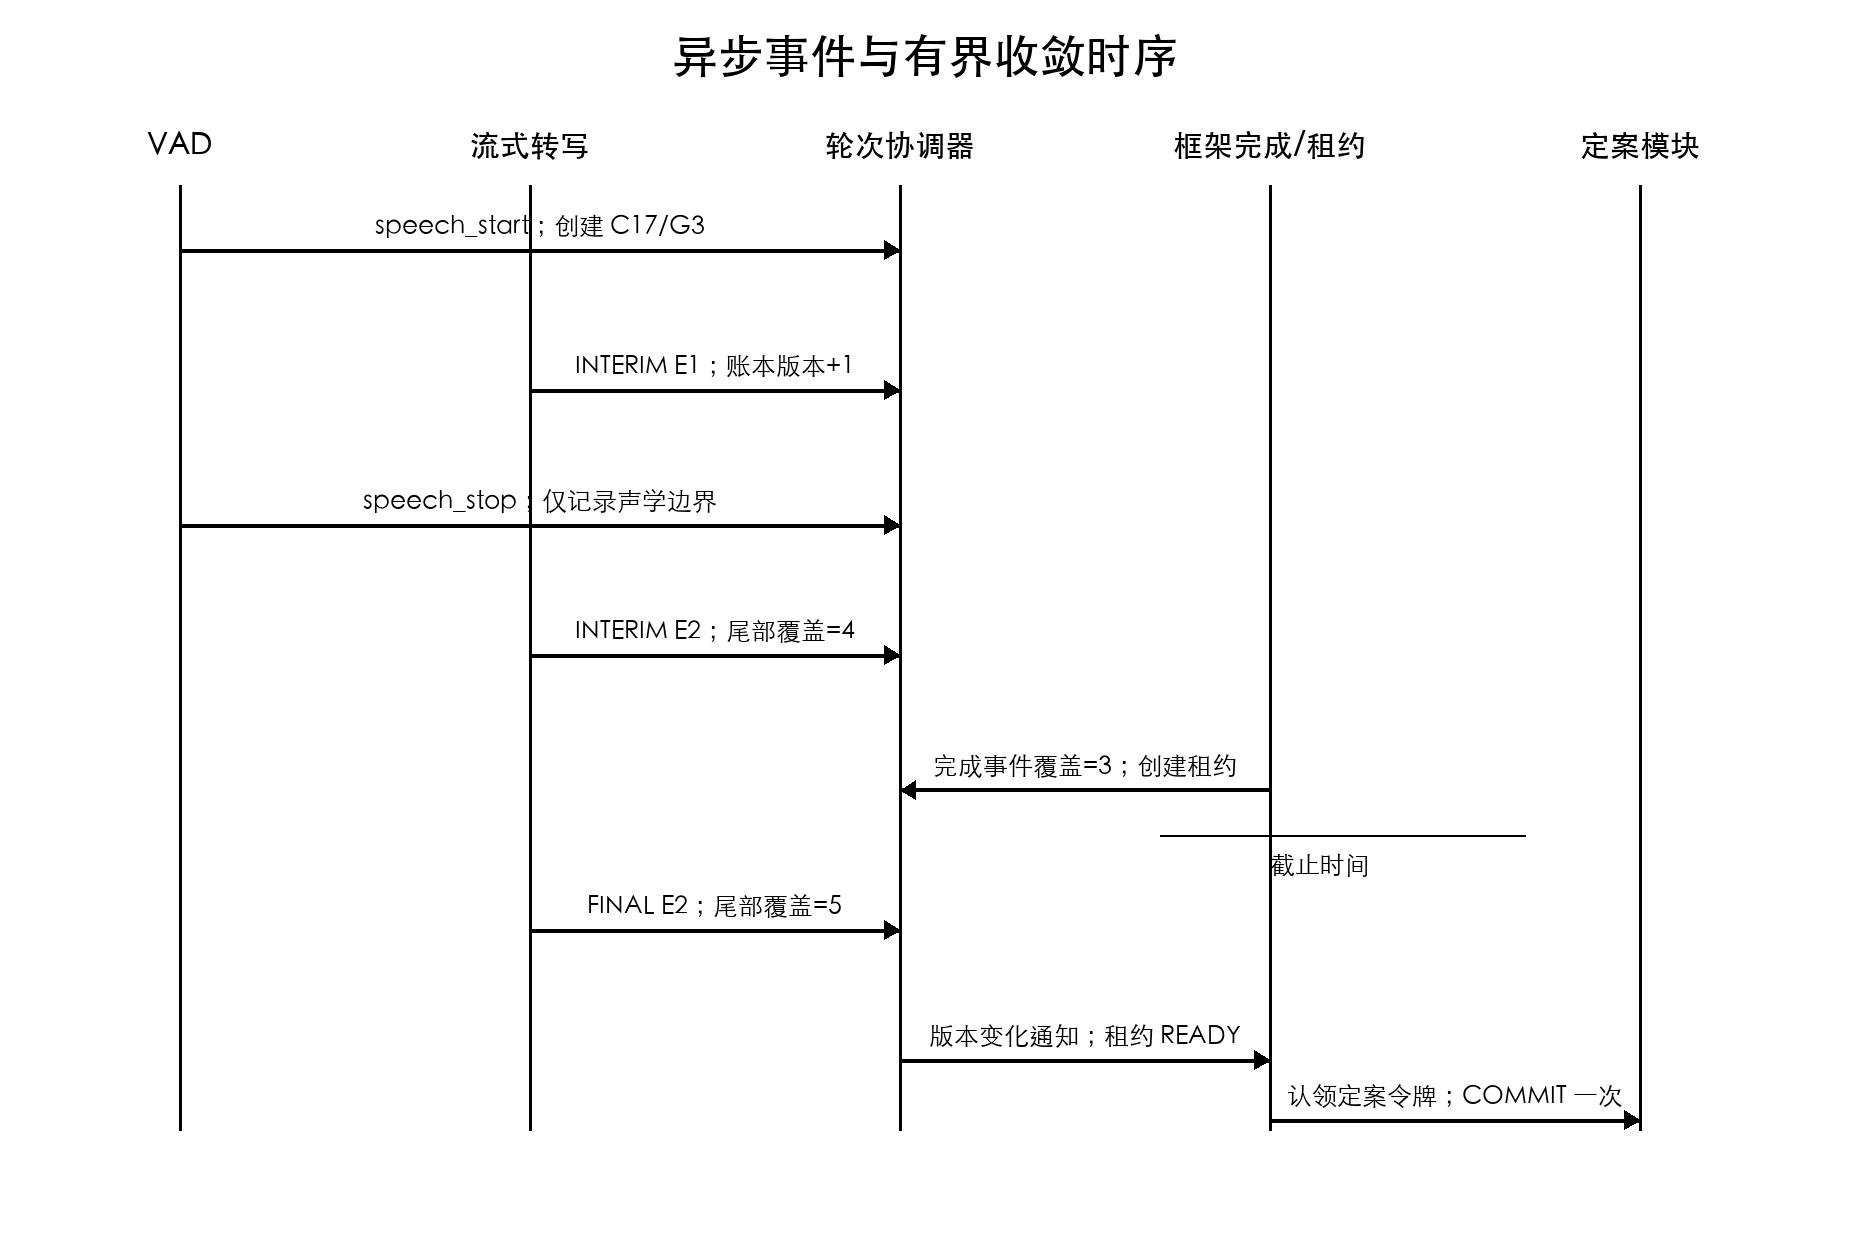 异步事件与有界收敛时序
VAD
流式转写
轮次协调器
框架完成/租约
定案模块
speech_start；创建 C17/G3
INTERIM E1；账本版本+1
speech_stop；仅记录声学边界
INTERIM E2；尾部覆盖=4
完成事件覆盖=3；创建租约
截止时间
FINAL E2；尾部覆盖=5
版本变化通知；租约 READY
认领定案令牌；COMMIT 一次